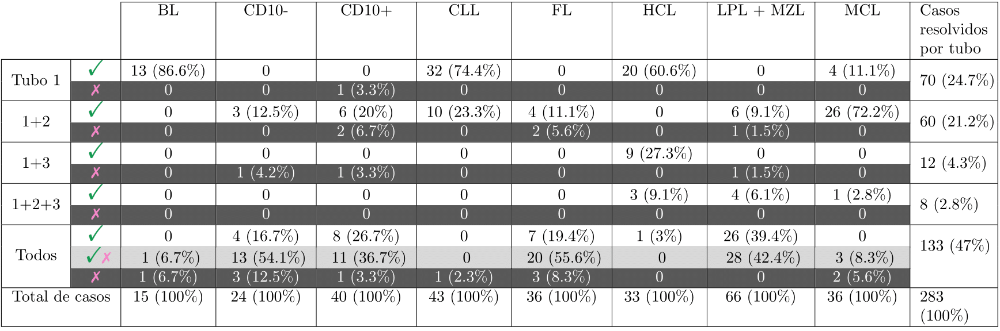 BL CD10- CD10+ CLL FL HCL LPL + MZL MCL Casos
resolvidos
por tubo
Tubo 1 ✓ 13 (86.6%) 0 0 32 (74.4%) 0 20 (60.6%) 0 4 (11.1%) 70 (24.7%)
✗ 0 0 1 (3.3%) 0 0 0 0 0
1+2 ✓ 0 3 (12.5%) 6 (20%) 10 (23.3%) 4 (11.1%) 0 6 (9.1%) 26 (72.2%) 60 (21.2%)
✗ 0 0 2 (6.7%) 0 2 (5.6%) 0 1 (1.5%) 0
1+3 ✓ 0 0 0 0 0 9 (27.3%) 0 0 12 (4.3%)
✗ 0 1 (4.2%) 1 (3.3%) 0 0 0 1 (1.5%) 0
1+2+3 ✓ 0 0 0 0 0 3 (9.1%) 4 (6.1%) 1 (2.8%) 8 (2.8%)
✗ 0 0 0 0 0 0 0 0
Todos ✓ 0 4 (16.7%) 8 (26.7%) 0 7 (19.4%) 1 (3%) 26 (39.4%) 0 133 (47%)
✓✗ 1 (6.7%) 13 (54.1%) 11 (36.7%) 0 20 (55.6%) 0 28 (42.4%) 3 (8.3%)
✗ 1 (6.7%) 3 (12.5%) 1 (3.3%) 1 (2.3%) 3 (8.3%) 0 0 2 (5.6%)
Total de casos 15 (100%) 24 (100%) 40 (100%) 43 (100%) 36 (100%) 33 (100%) 66 (100%) 36 (100%) 283
(100%)